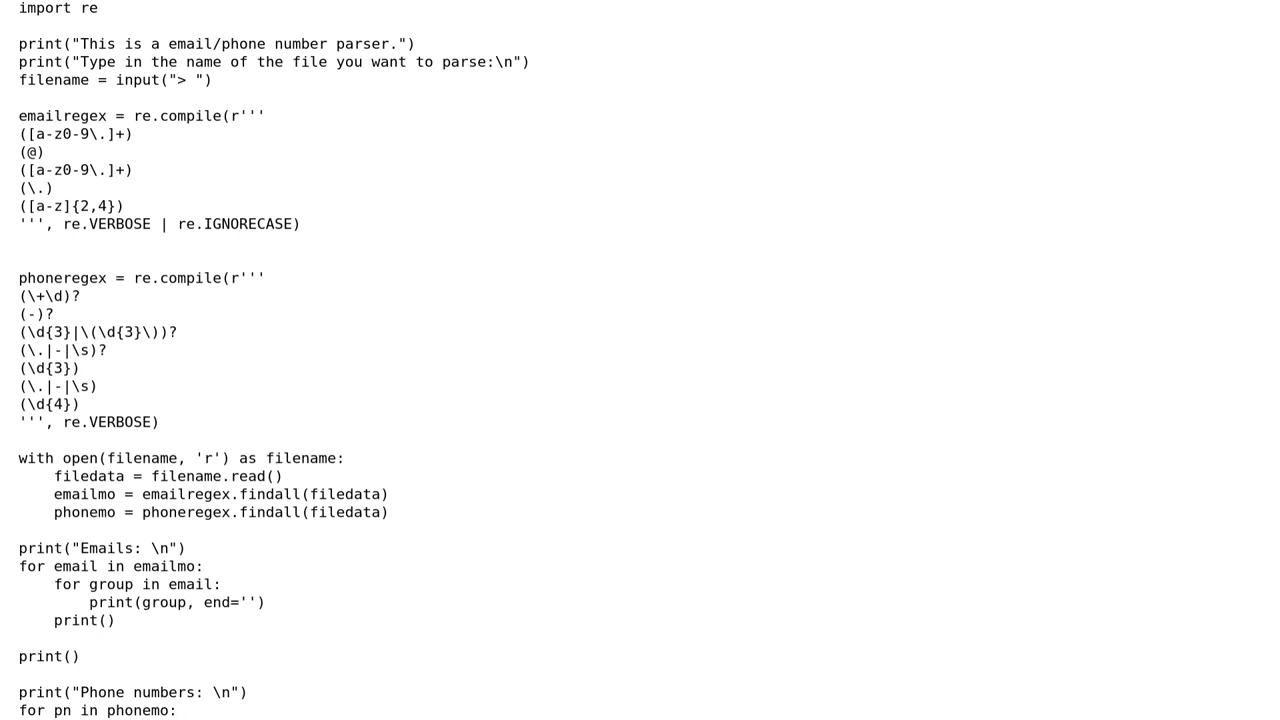 import re
print("This is a email/phone number parser.")
print("Type in the name of the file you want to parse:\n")
filename = input("> ")
emailregex = re.compile(r'''
([a-z0-9\.]+)
(@)
([a-z0-9\.]+)
(\.)
([a-z]{2,4})
''', re.VERBOSE | re.IGNORECASE)
phoneregex = re.compile(r'''
(\+\d)?
(-)?
(\d{3}|\(\d{3}\))?
(\.|-|\s)?
(\d{3})
(\.|-|\s)
(\d{4})
''', re.VERBOSE)
with open(filename, 'r') as filename:
    filedata = filename.read()
    emailmo = emailregex.findall(filedata)
    phonemo = phoneregex.findall(filedata)
print("Emails: \n")
for email in emailmo:
    for group in email:
        print(group, end='')
    print()
print()
print("Phone numbers: \n")
for pn in phonemo: